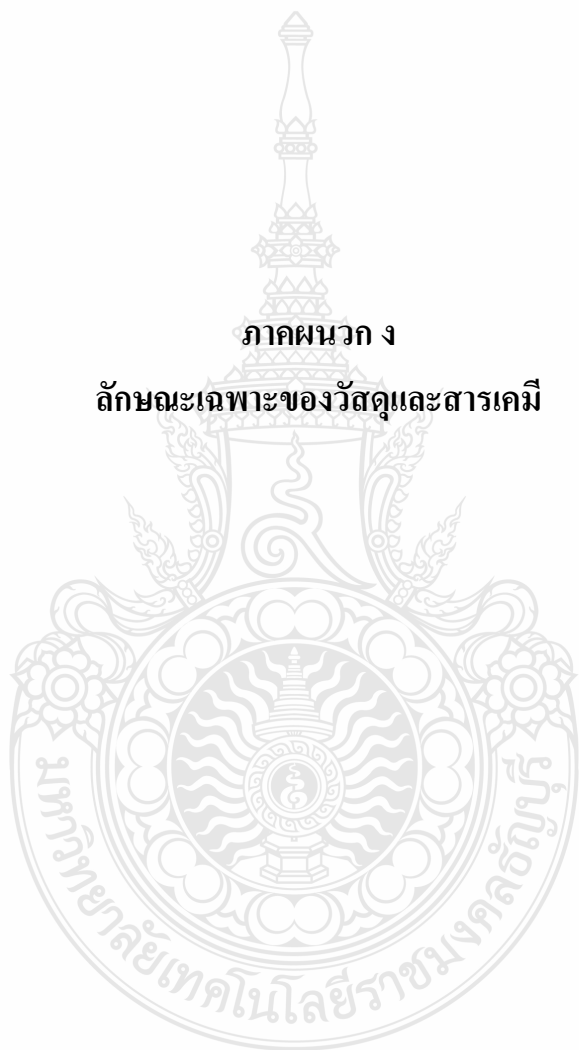 ภาคผนวก ง
ลักษณะเฉพาะของวัสดุและสารเคมี
มหาวิทยาลัยเทคโนโลยีราชมงคลธัญบุรี